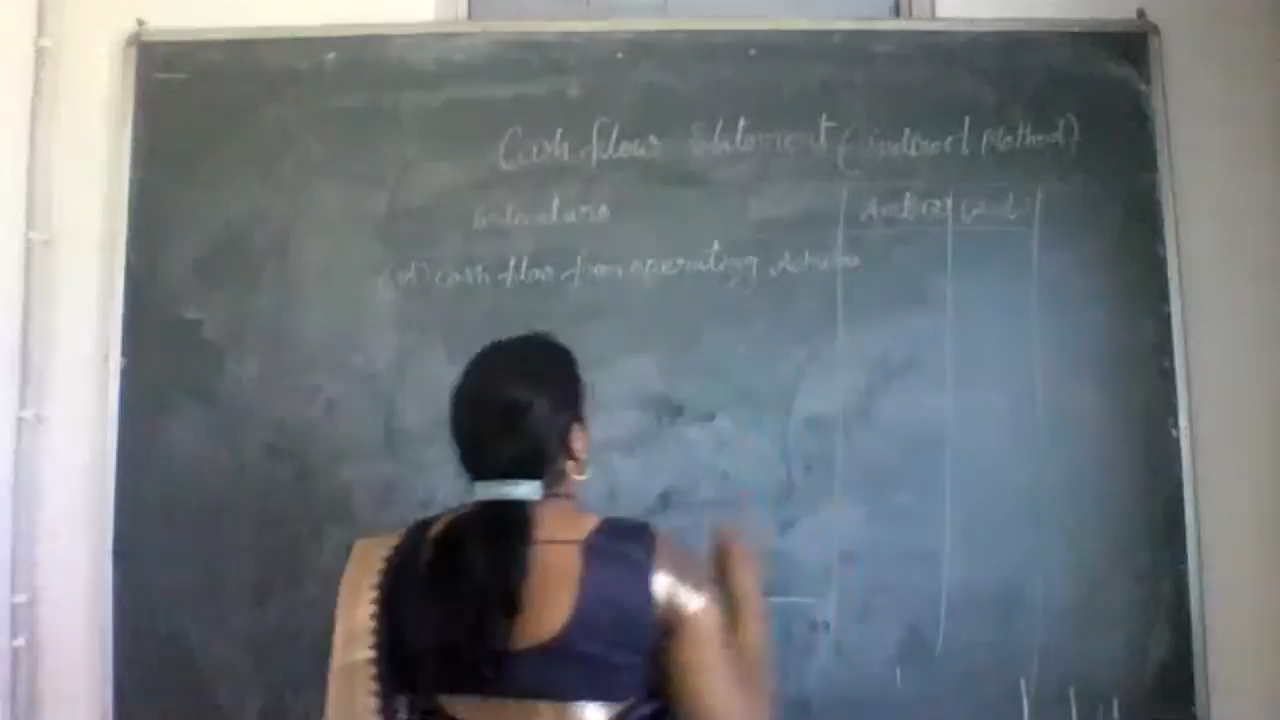 Cash flow Statement (Indirect Method)
Particulars
(A) cash flow from operating Activities